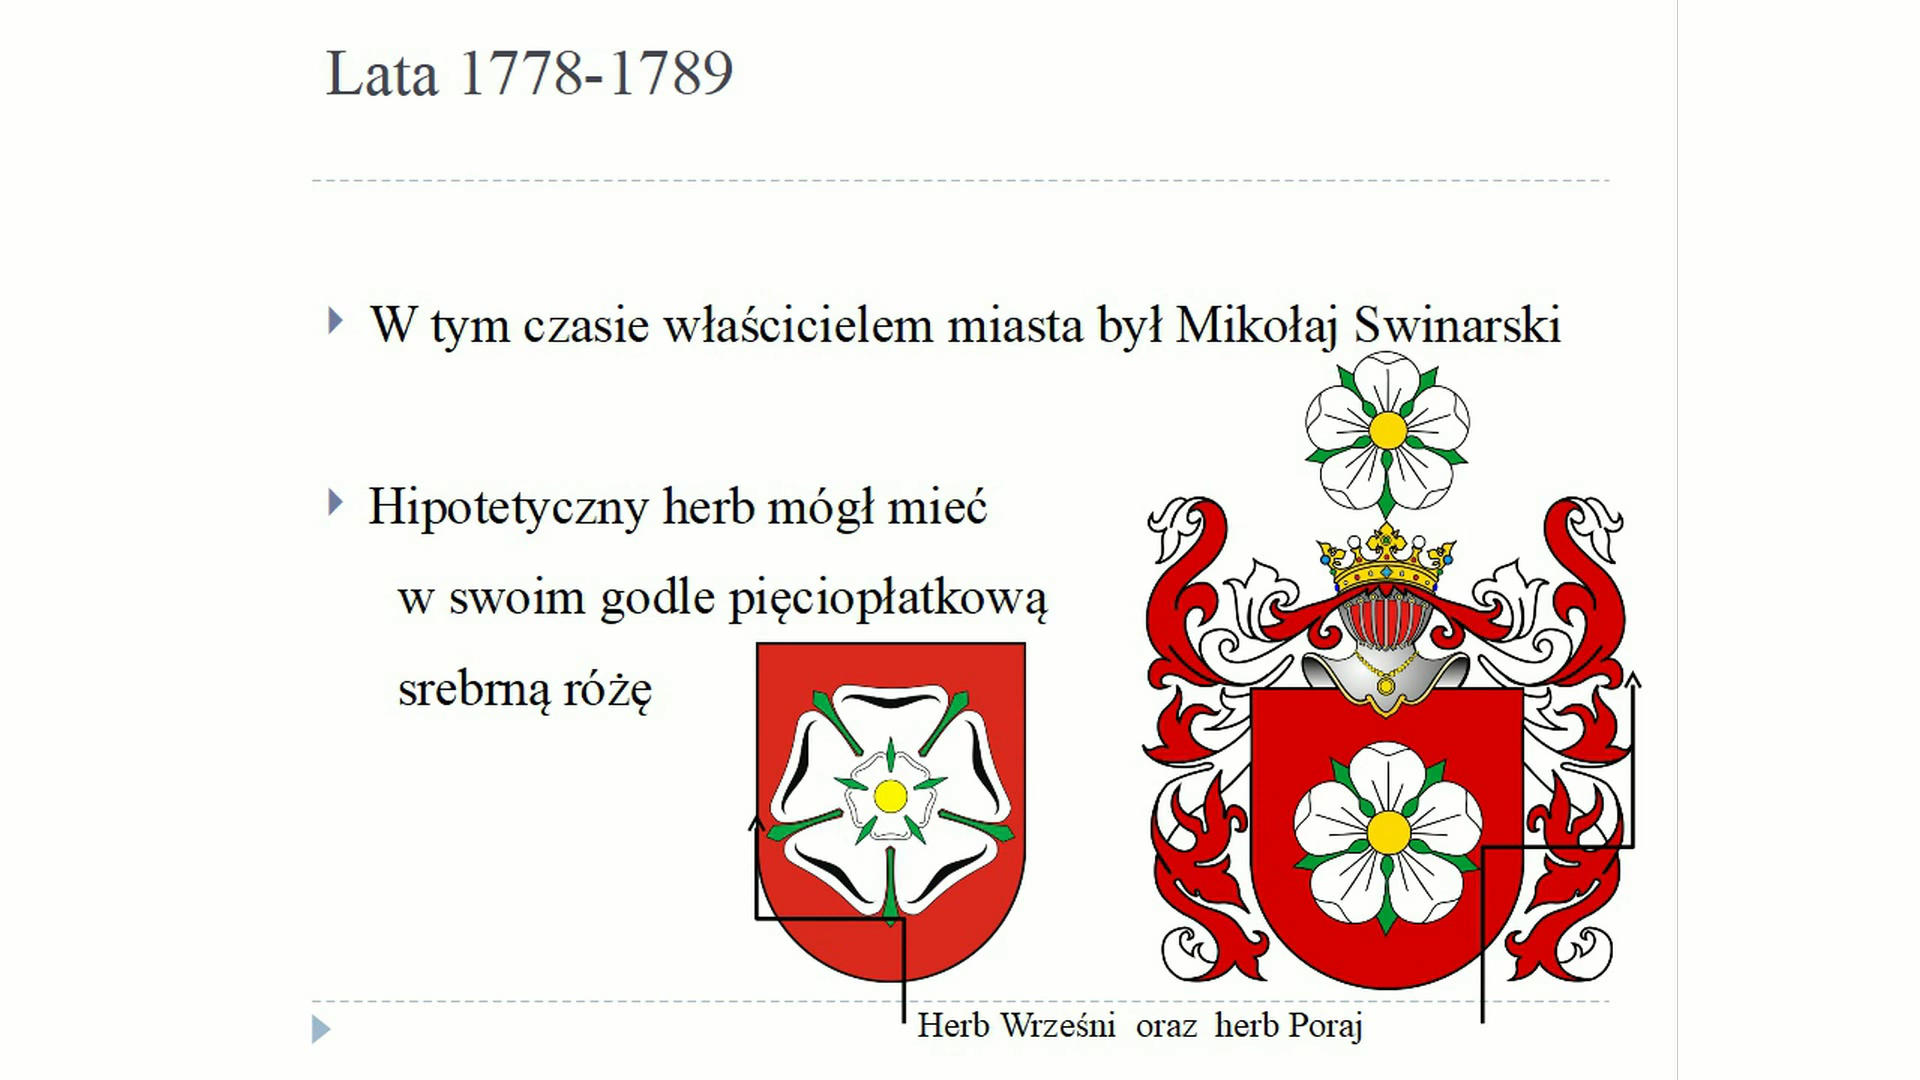 Lata 1778-1789
W tym czasie właścicielem miasta był Mikołaj Swinarski
Hipotetyczny herb mógł mieć
w swoim godle pięciopłatkową
srebrną różę
Herb Wrześni oraz herb Poraj